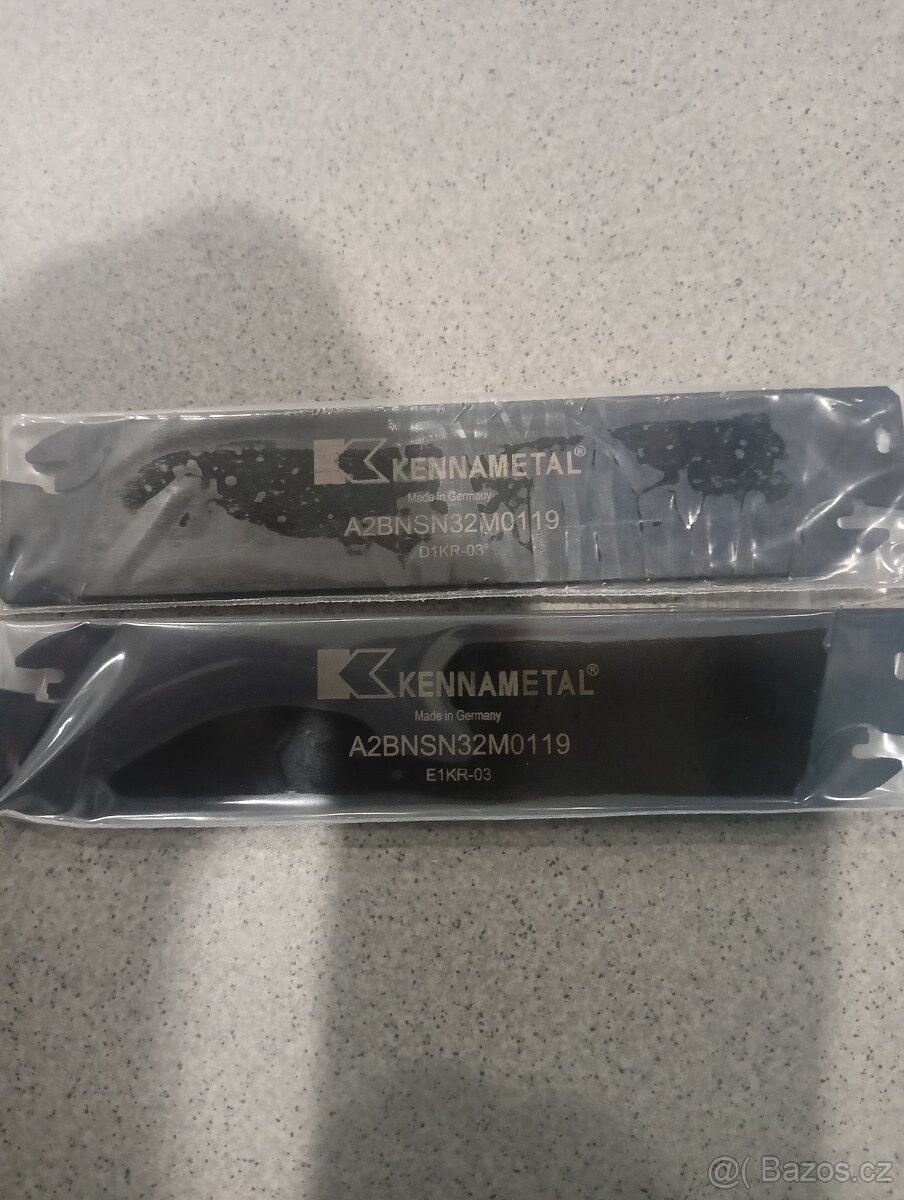 KENNAMETAL®
Made in Germany
A2BNSN32M0119
D1KR-03
KENNAMETAL®
Made in Germany
A2BNSN32M0119
E1KR-03
@( Bazos.cz